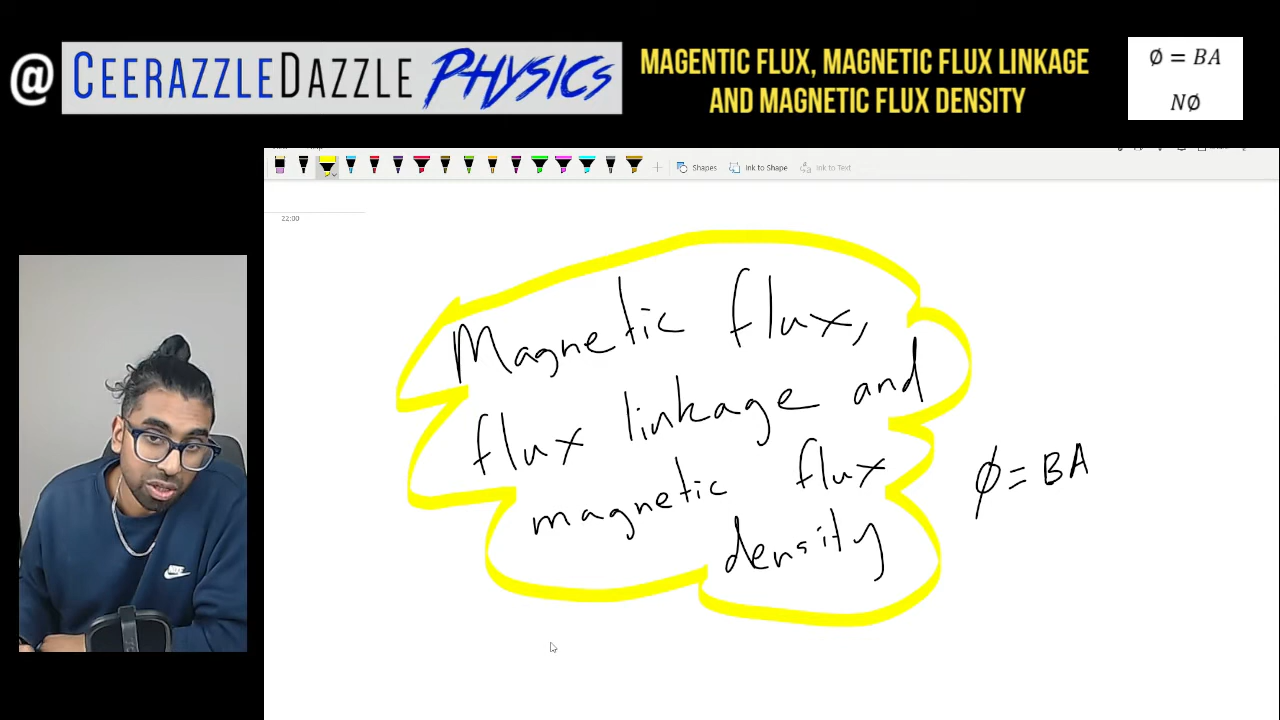 @ CEERAZZLEDAZZLE PHYSICS
MAGENTIC FLUX, MAGNETIC FLUX LINKAGE
AND MAGNETIC FLUX DENSITY
Ø = BA
NØ
Shapes
Ink to Shape
Ink to Text
22:00
Magnetic flux,
flux linkage and
magnetic flux
density
Ø = BA